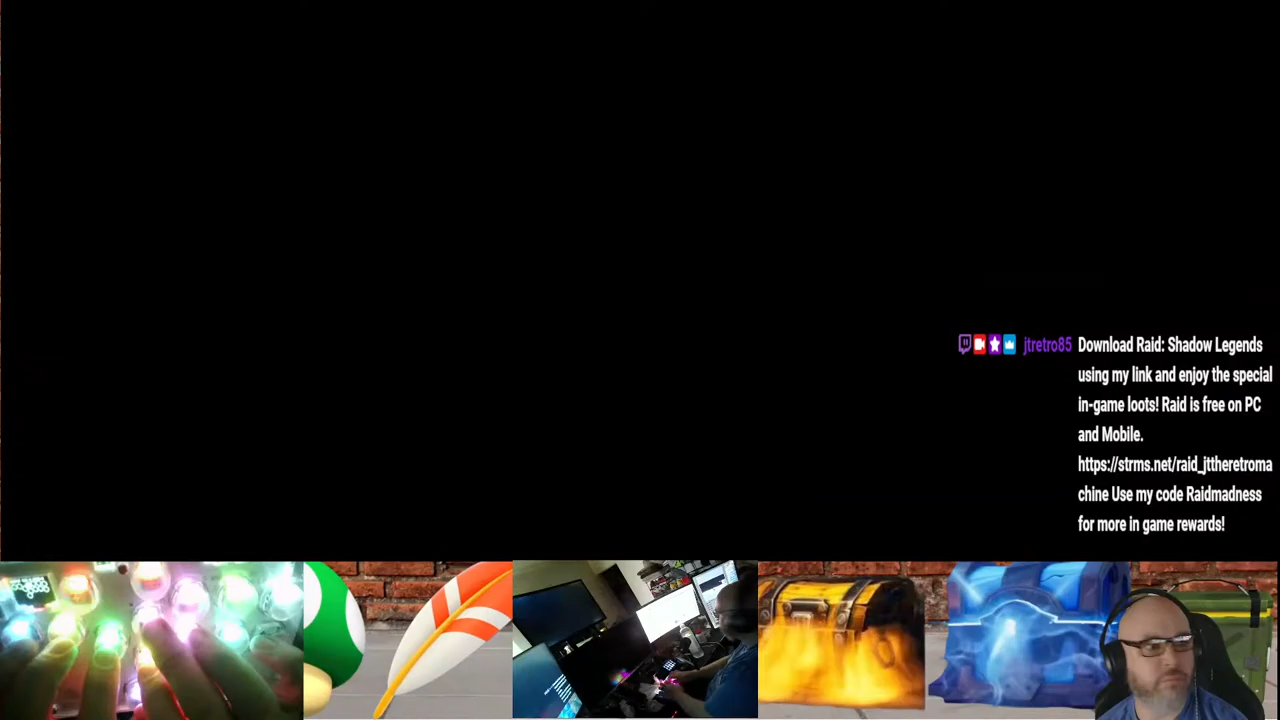 jtretro85 Download Raid: Shadow Legends
using my link and enjoy the special
in-game loots! Raid is free on PC
and Mobile.
https://strms.net/raid_jttheretroma
chine Use my code Raidmadness
for more in game rewards!